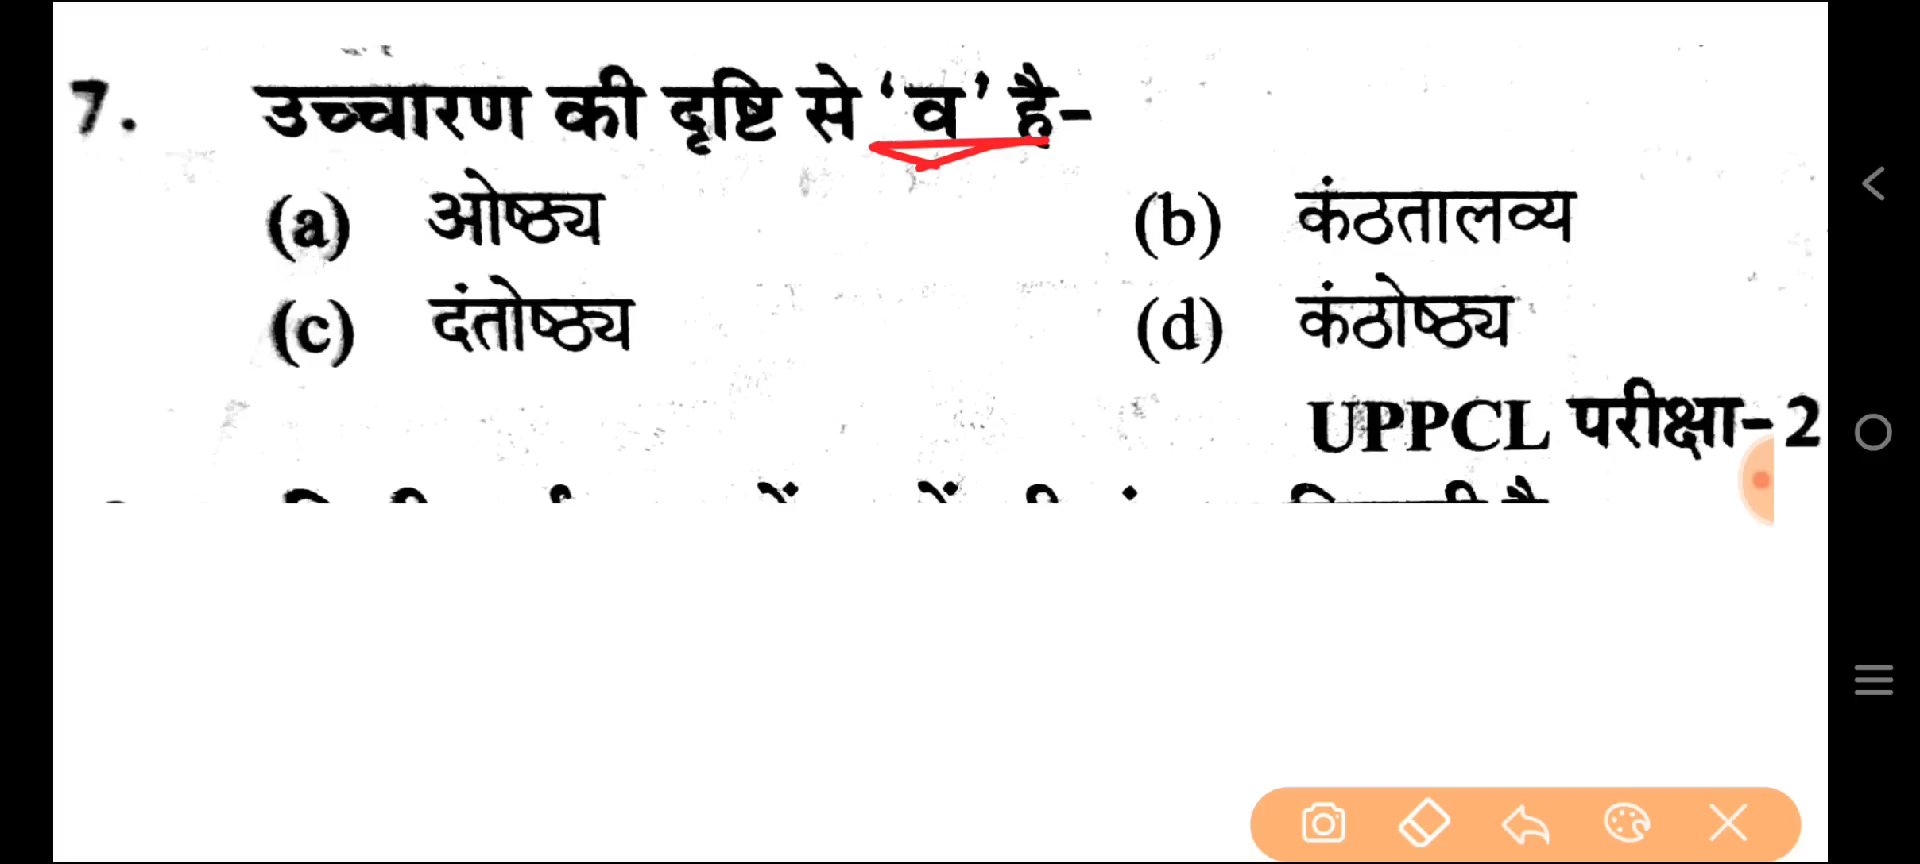 7. उच्चारण की दृष्टि से ‘व’ है-
(a) ओष्ठ्य (b) कंठतालव्य
(c) दंतोष्ठ्य (d) कंठोष्ठ्य
UPPCL परीक्षा-2